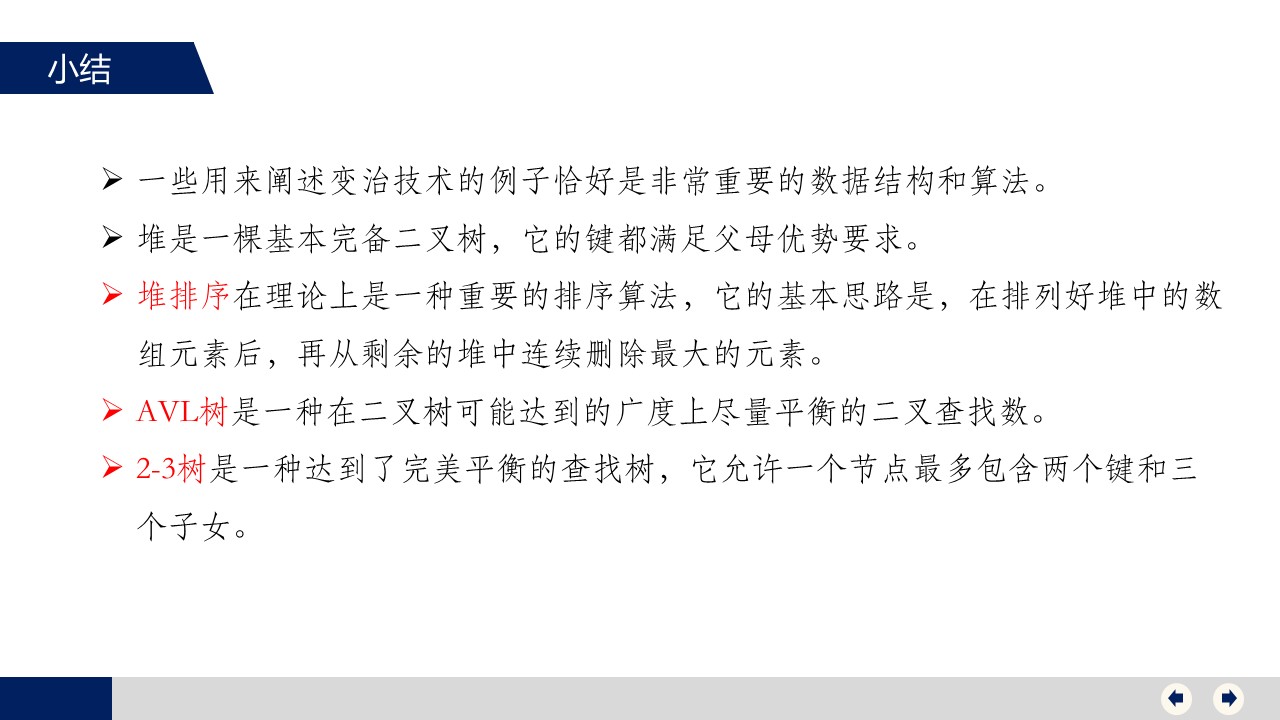 小结
一些用来阐述变治技术的例子恰好是非常重要的数据结构和算法。
堆是一棵基本完备二叉树，它的键都满足父母优势要求。
堆排序在理论上是一种重要的排序算法，它的基本思路是，在排列好堆中的数
组元素后，再从剩余的堆中连续删除最大的元素。
AVL树是一种在二叉树可能达到的广度上尽量平衡的二叉查找数。
2-3树是一种达到了完美平衡的查找树，它允许一个节点最多包含两个键和三
个子女。